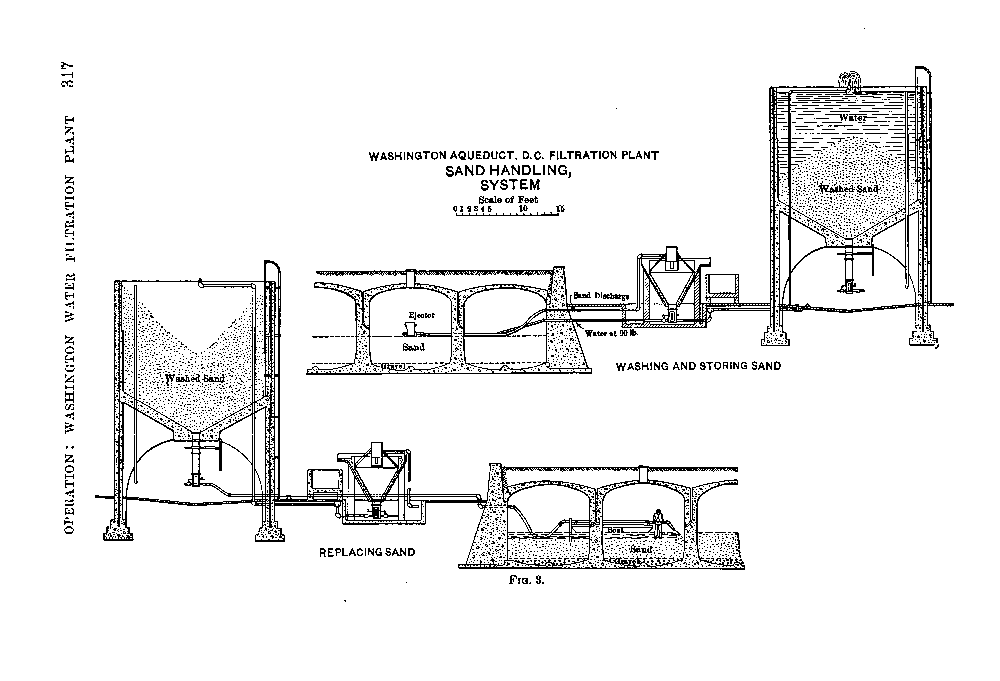 OPERATION: WASHINGTON WATER FILTRATION PLANT 317
WASHINGTON AQUEDUCT, D.C. FILTRATION PLANT
SAND HANDLING,
SYSTEM
Scale of Feet
0 1 2 3 4 5 10 15
Water
Washed Sand
Sand Discharge
Ejector
Water at 90 lb.
Sand
Gravel
WASHING AND STORING SAND
Washed Sand
Boat
Sand
REPLACING SAND
FIG. 3.